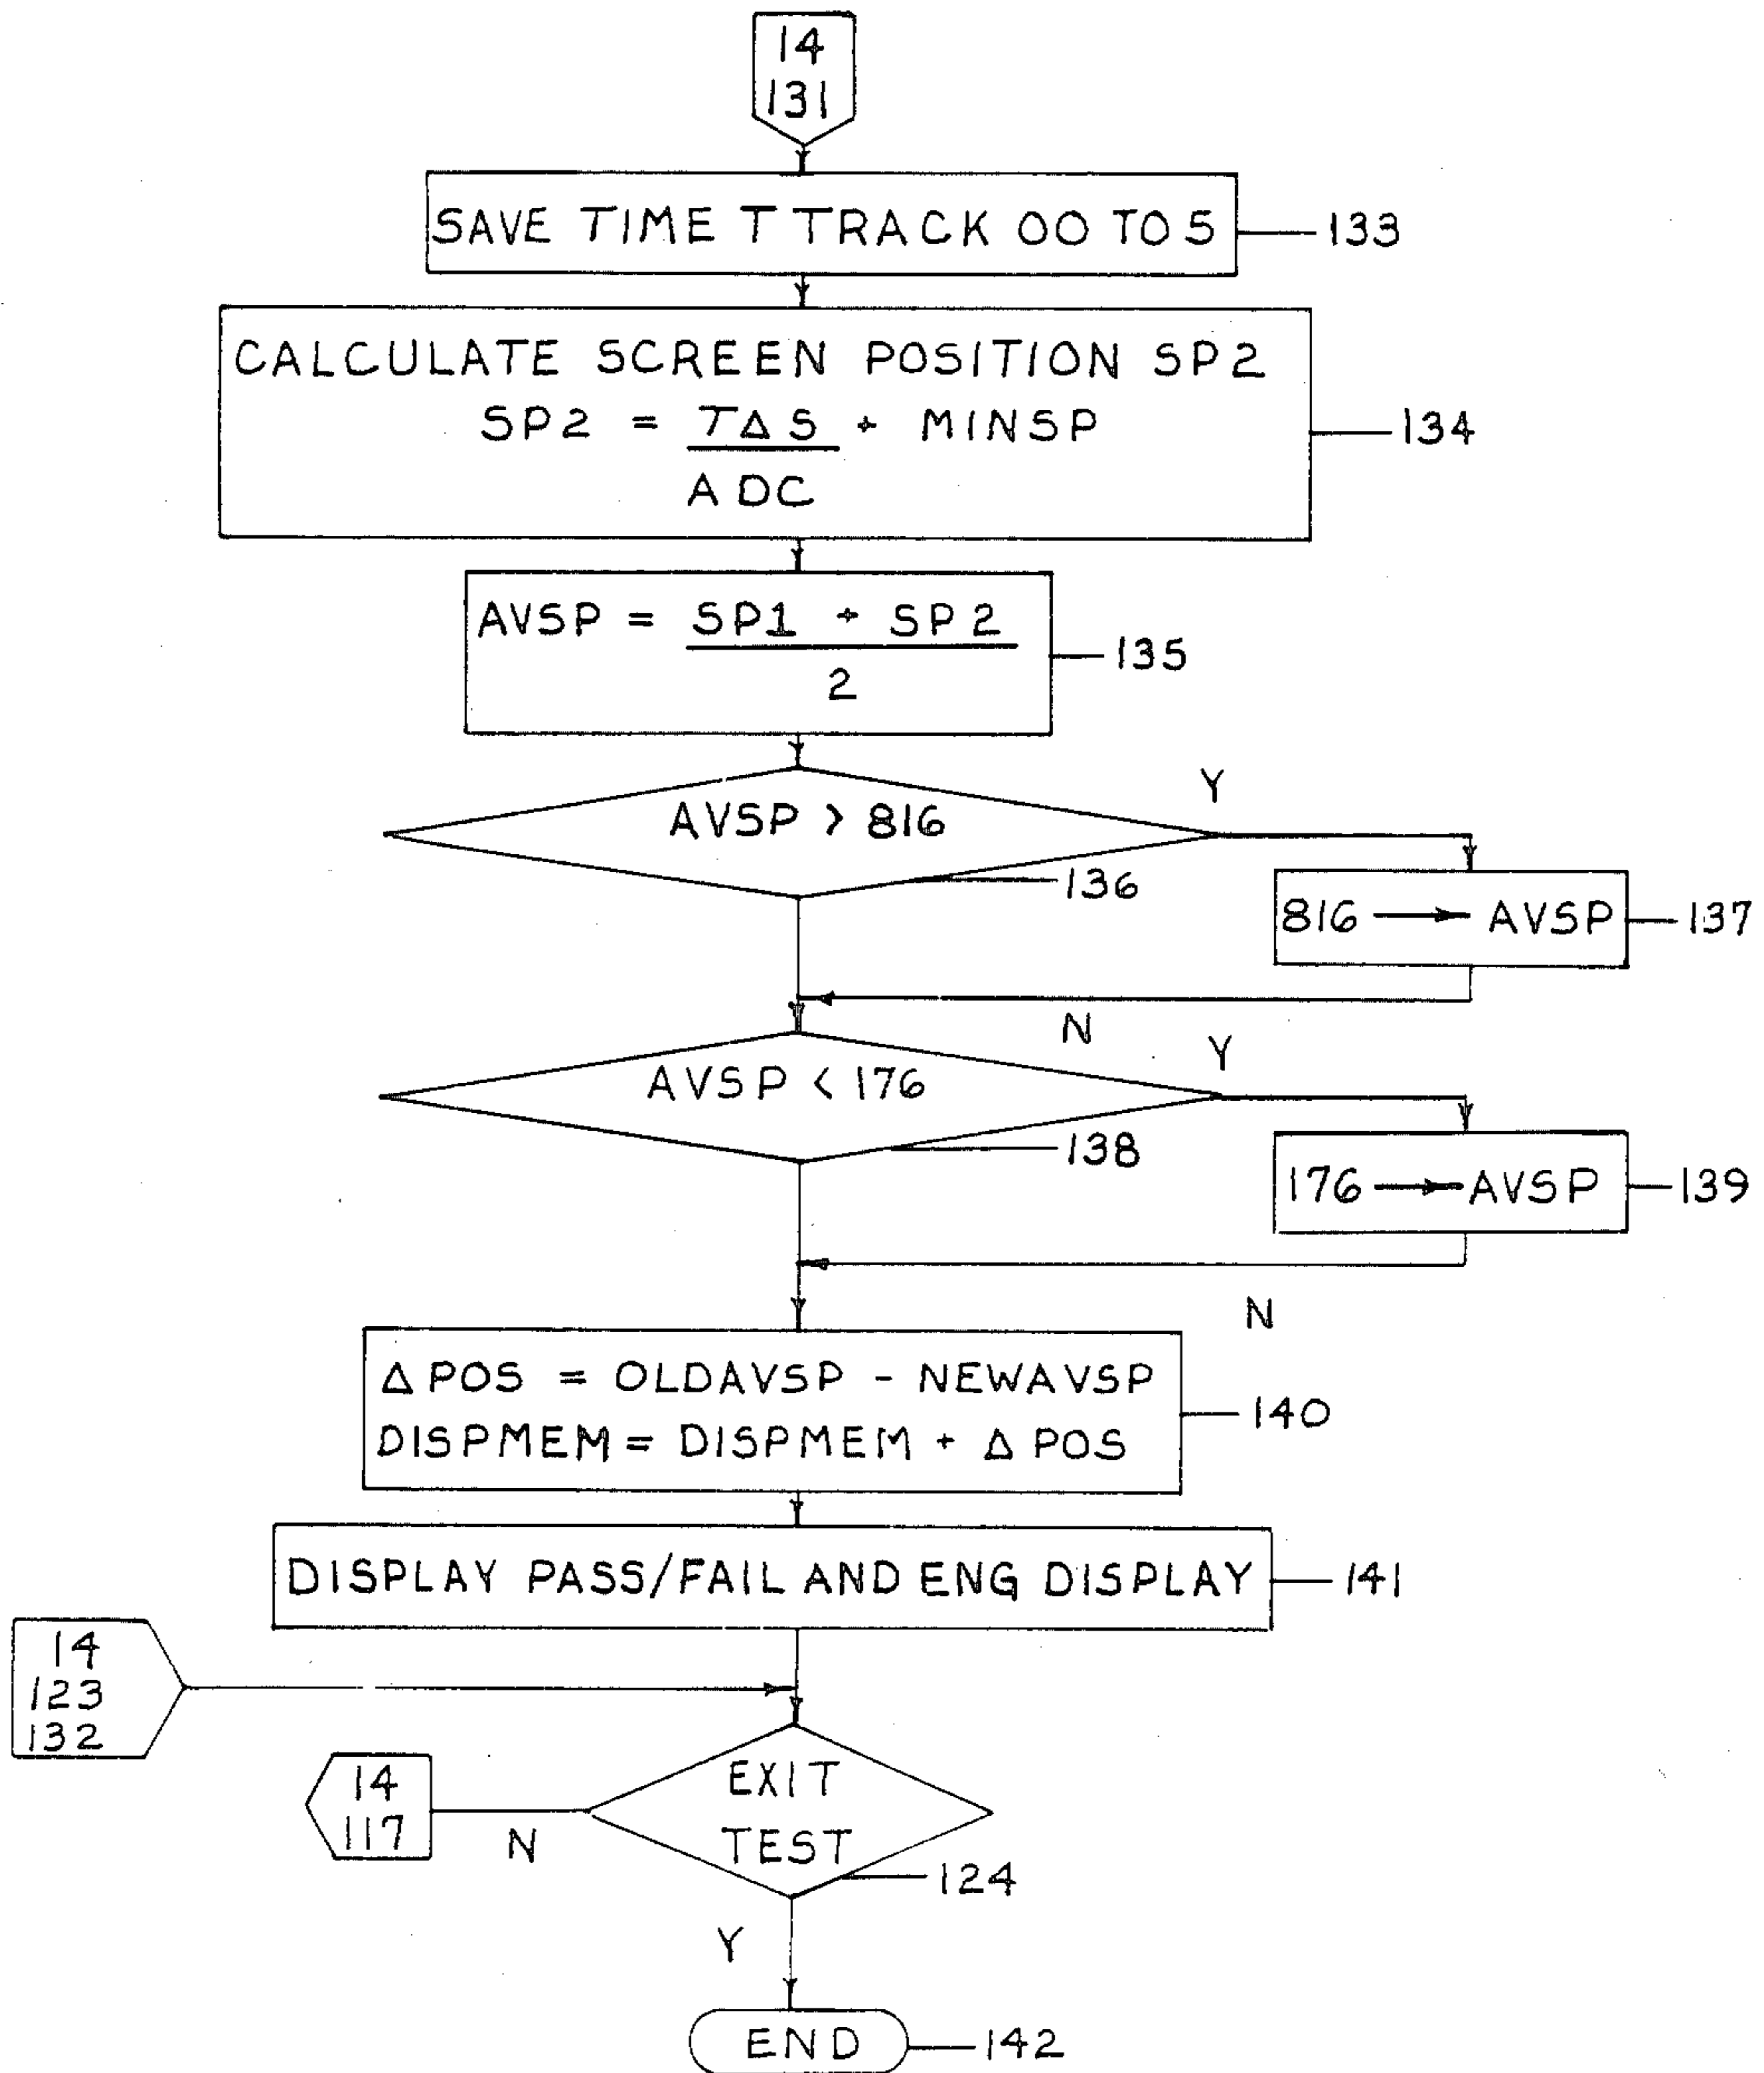 14
131
SAVE TIME T TRACK 00 TO 5
133
CALCULATE SCREEN POSITION SP2
SP2 = TΔS + MINSP
ADC
134
AVSP = SP1 + SP2
2
135
AVSP > 816
Y
136
816 → AVSP
137
N
AVSP < 176
Y
138
176 → AVSP
139
N
Δ POS = OLDAVSP - NEWAVSP
DISPMEM = DISPMEM + Δ POS
140
DISPLAY PASS/FAIL AND ENG DISPLAY
141
14
123
132
14
117
N
EXIT
TEST
124
Y
END
142